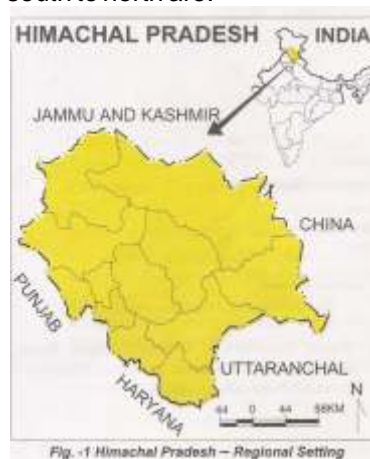 south to north are:
HIMACHAL PRADESH
INDIA
JAMMU AND KASHMIR
CHINA
PUNJAB
UTTARANCHAL
HARYANA
N
44 0 44 88KM
Fig. -1 Himachal Pradesh – Regional Setting